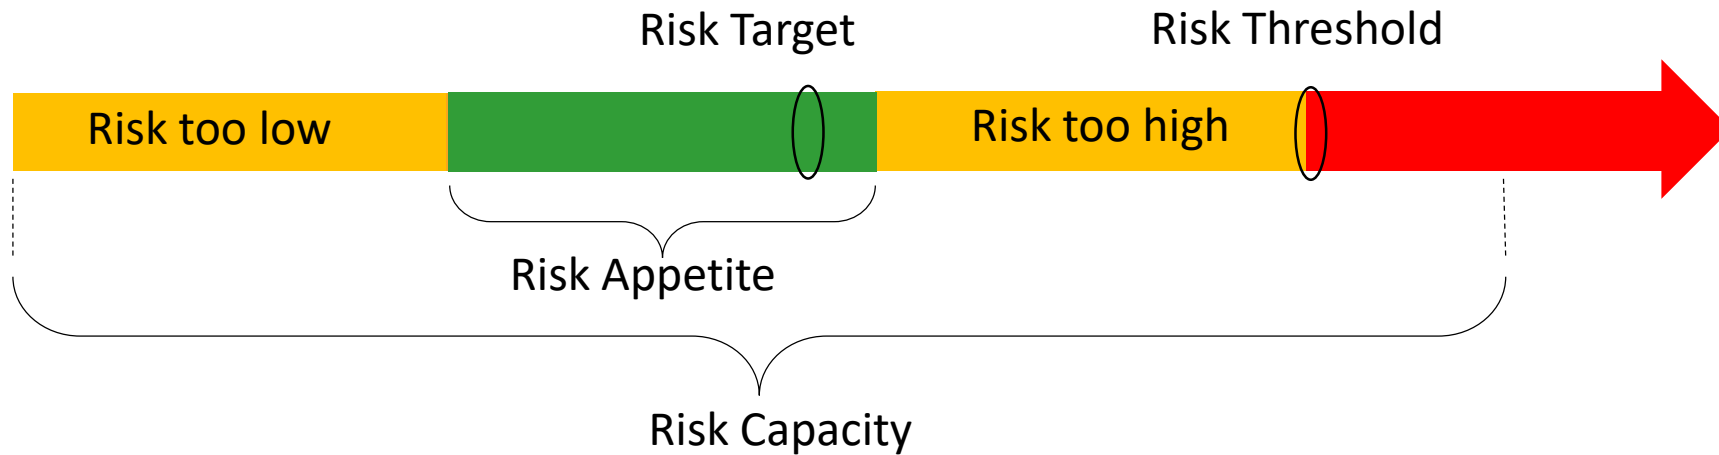 Risk Target
Risk Threshold
Risk too low
Risk too high
Risk Appetite
Risk Capacity